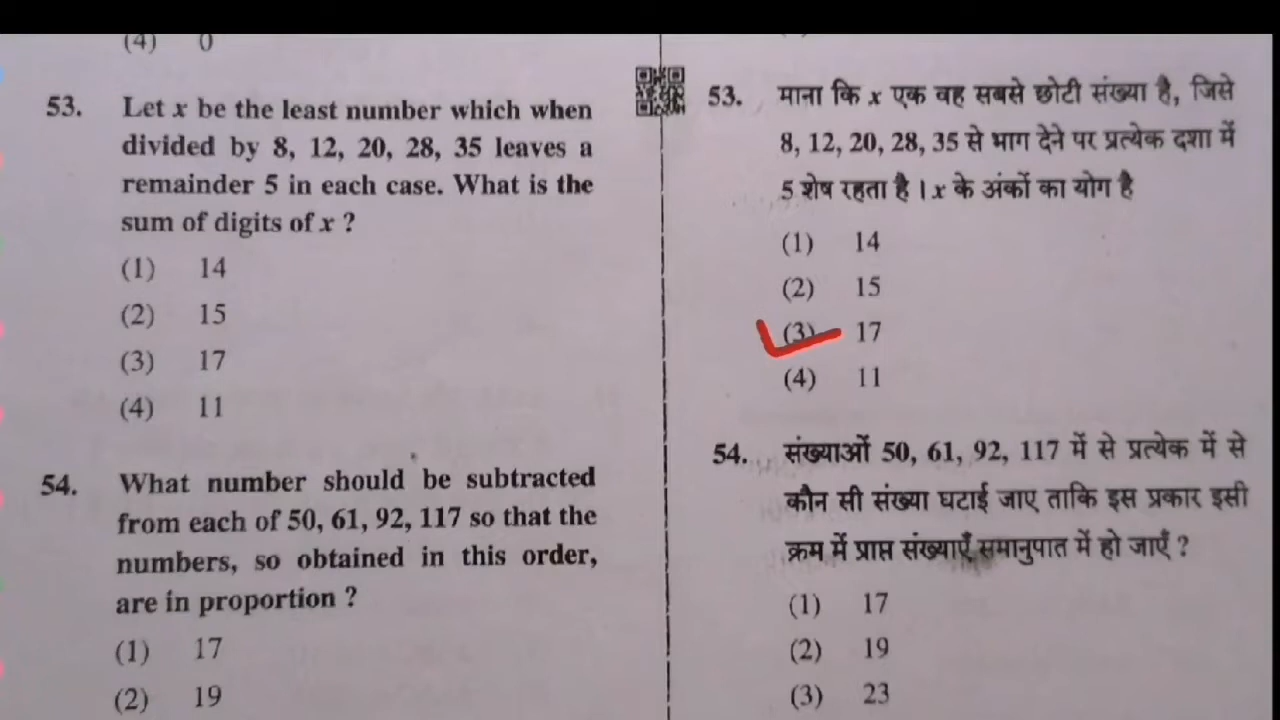 (4) 0
53. Let x be the least number which when
divided by 8, 12, 20, 28, 35 leaves a
remainder 5 in each case. What is the
sum of digits of x ?
(1) 14
(2) 15
(3) 17
(4) 11
54. What number should be subtracted
from each of 50, 61, 92, 117 so that the
numbers, so obtained in this order,
are in proportion ?
(1) 17
(2) 19
53. माना कि x एक वह सबसे छोटी संख्या है, जिसे
8, 12, 20, 28, 35 से भाग देने पर प्रत्येक दशा में
5 शेष रहता है । x के अंकों का योग है
(1) 14
(2) 15
(3) 17
(4) 11
54. संख्याओं 50, 61, 92, 117 में से प्रत्येक में से
कौन सी संख्या घटाई जाए ताकि इस प्रकार इसी
क्रम में प्राप्त संख्याएँ समानुपात में हो जाएँ ?
(1) 17
(2) 19
(3) 23